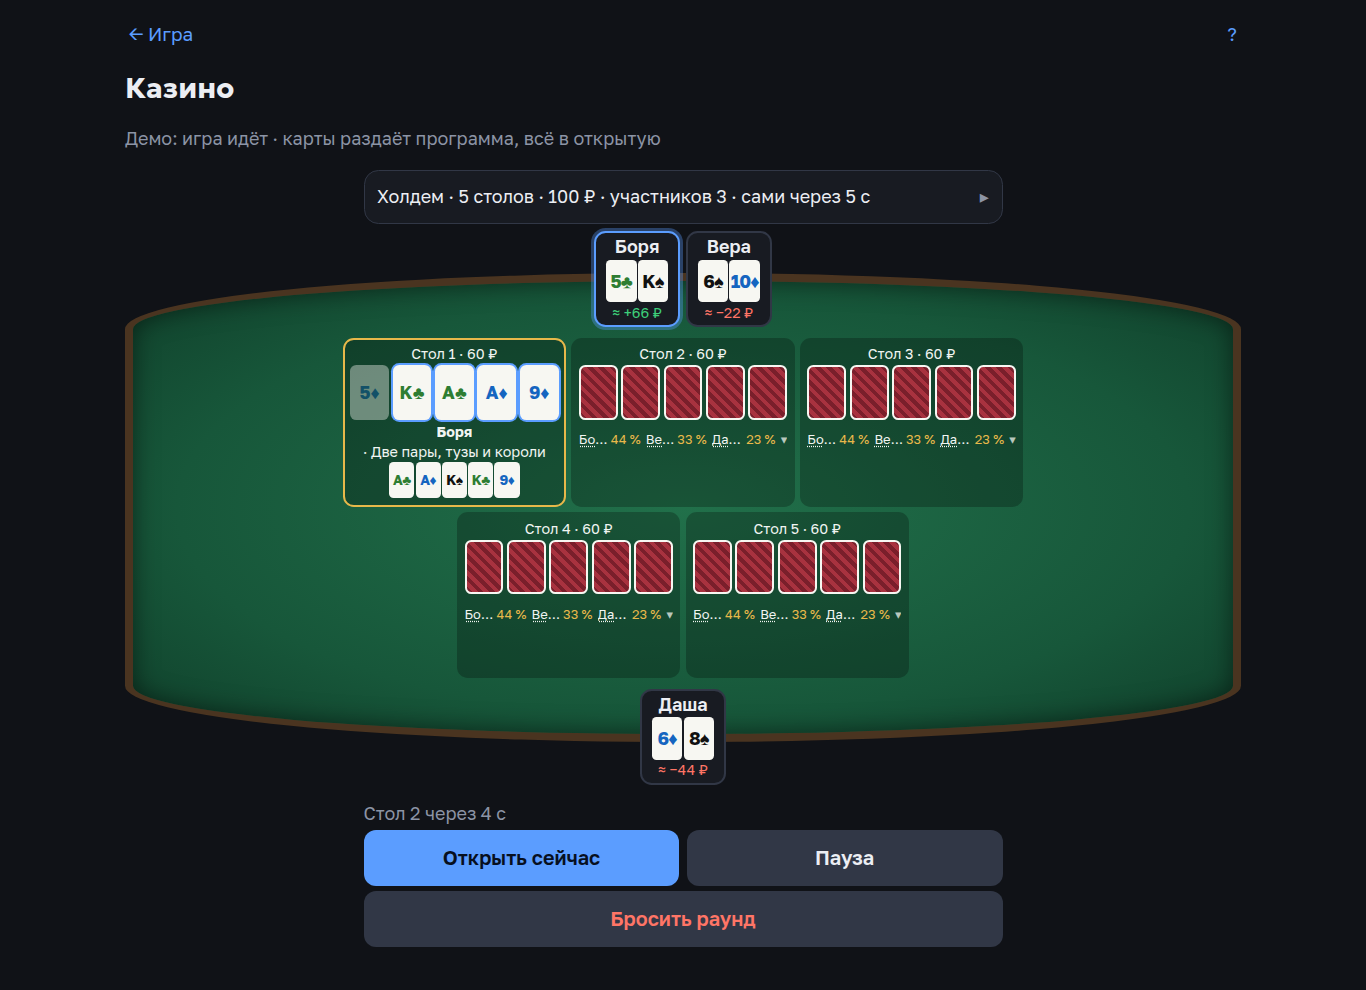 ← Игра
?
Казино
Демо: игра идёт · карты раздаёт программа, всё в открытую
Холдем · 5 столов · 100 ₽ · участников 3 · сами через 5 с ▸
Боря
5♣ K♠
≈ +66 ₽
Вера
6♠ 10♦
≈ −22 ₽
Стол 1 · 60 ₽
5♦ K♣ A♣ A♦ 9♦
Боря
· Две пары, тузы и короли
A♣ A♦ K♠ K♣ 9♦
Стол 2 · 60 ₽
Бо… 44 % Ве… 33 % Да… 23 % ▾
Стол 3 · 60 ₽
Бо… 44 % Ве… 33 % Да… 23 % ▾
Стол 4 · 60 ₽
Бо… 44 % Ве… 33 % Да… 23 % ▾
Стол 5 · 60 ₽
Бо… 44 % Ве… 33 % Да… 23 % ▾
Даша
6♦ 8♠
≈ −44 ₽
Стол 2 через 4 с
Открыть сейчас
Пауза
Бросить раунд